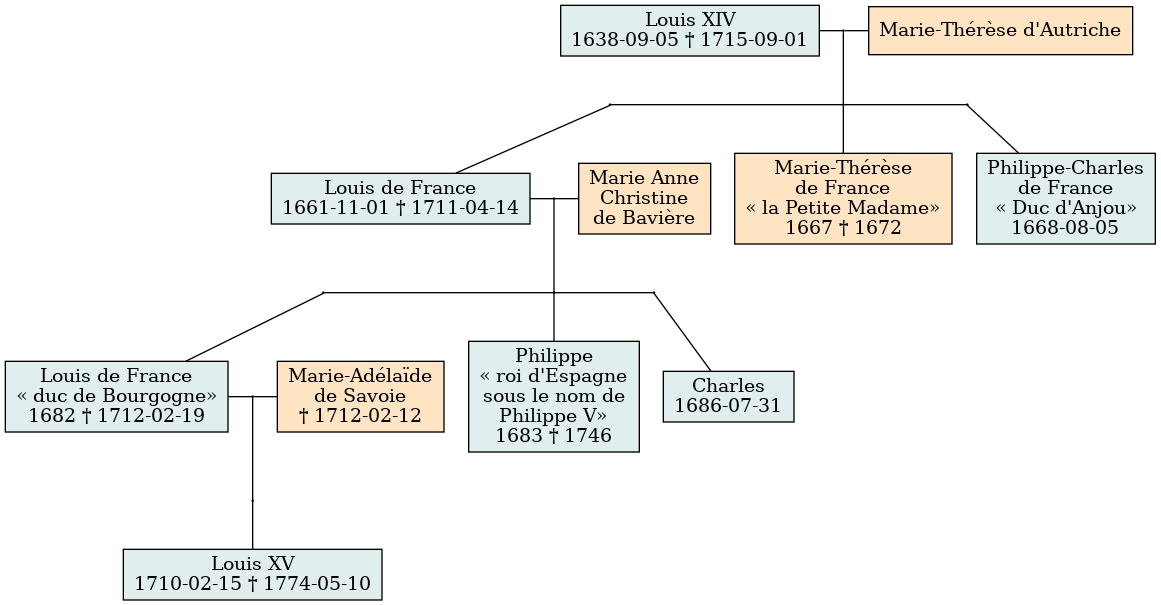 Louis XIV
1638-09-05 † 1715-09-01
Marie-Thérèse d'Autriche
Louis de France
1661-11-01 † 1711-04-14
Marie Anne
Christine
de Bavière
Marie-Thérèse
de France
« la Petite Madame»
1667 † 1672
Philippe-Charles
de France
« Duc d'Anjou»
1668-08-05
Louis de France
« duc de Bourgogne»
1682 † 1712-02-19
Marie-Adélaïde
de Savoie
† 1712-02-12
Philippe
« roi d'Espagne
sous le nom de
Philippe V»
1683 † 1746
Charles
1686-07-31
Louis XV
1710-02-15 † 1774-05-10